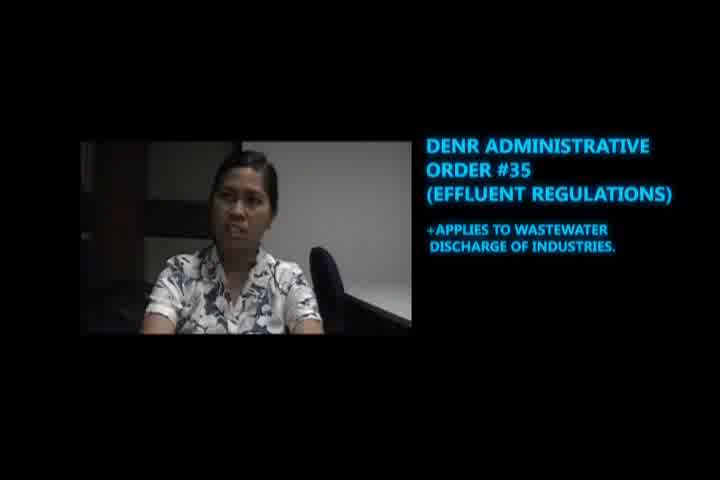 DENR ADMINISTRATIVE
ORDER #35
(EFFLUENT REGULATIONS)
+APPLIES TO WASTEWATER
DISCHARGE OF INDUSTRIES.